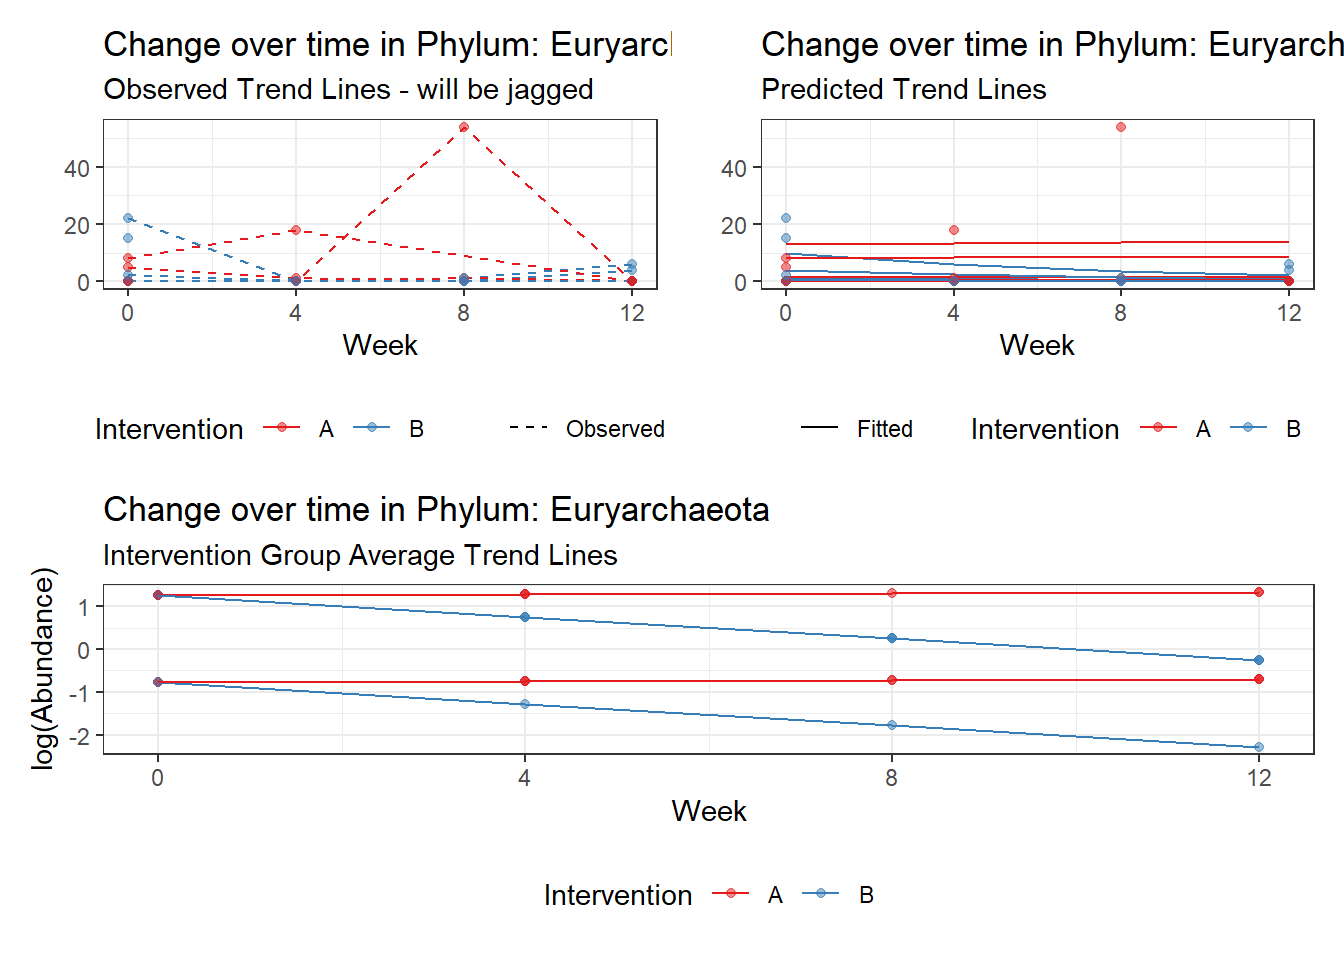 Change over time in Phylum: Euryarc
Observed Trend Lines - will be jagged
40
20
0
0 4 8 12
Week
Intervention A B Observed
Change over time in Phylum: Euryarch
Predicted Trend Lines
40
20
0
0 4 8 12
Week
Fitted Intervention A B
Change over time in Phylum: Euryarchaeota
Intervention Group Average Trend Lines
log(Abundance)
1
0
-1
-2
0 4 8 12
Week
Intervention A B